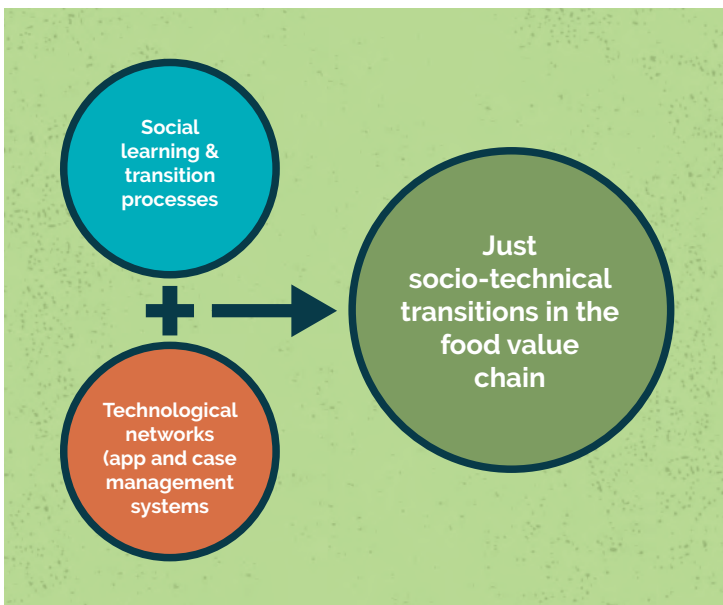 Social
learning &
transition
processes
Technological
networks
(app and case
management
systems
Just
socio-technical
transitions in the
food value
chain